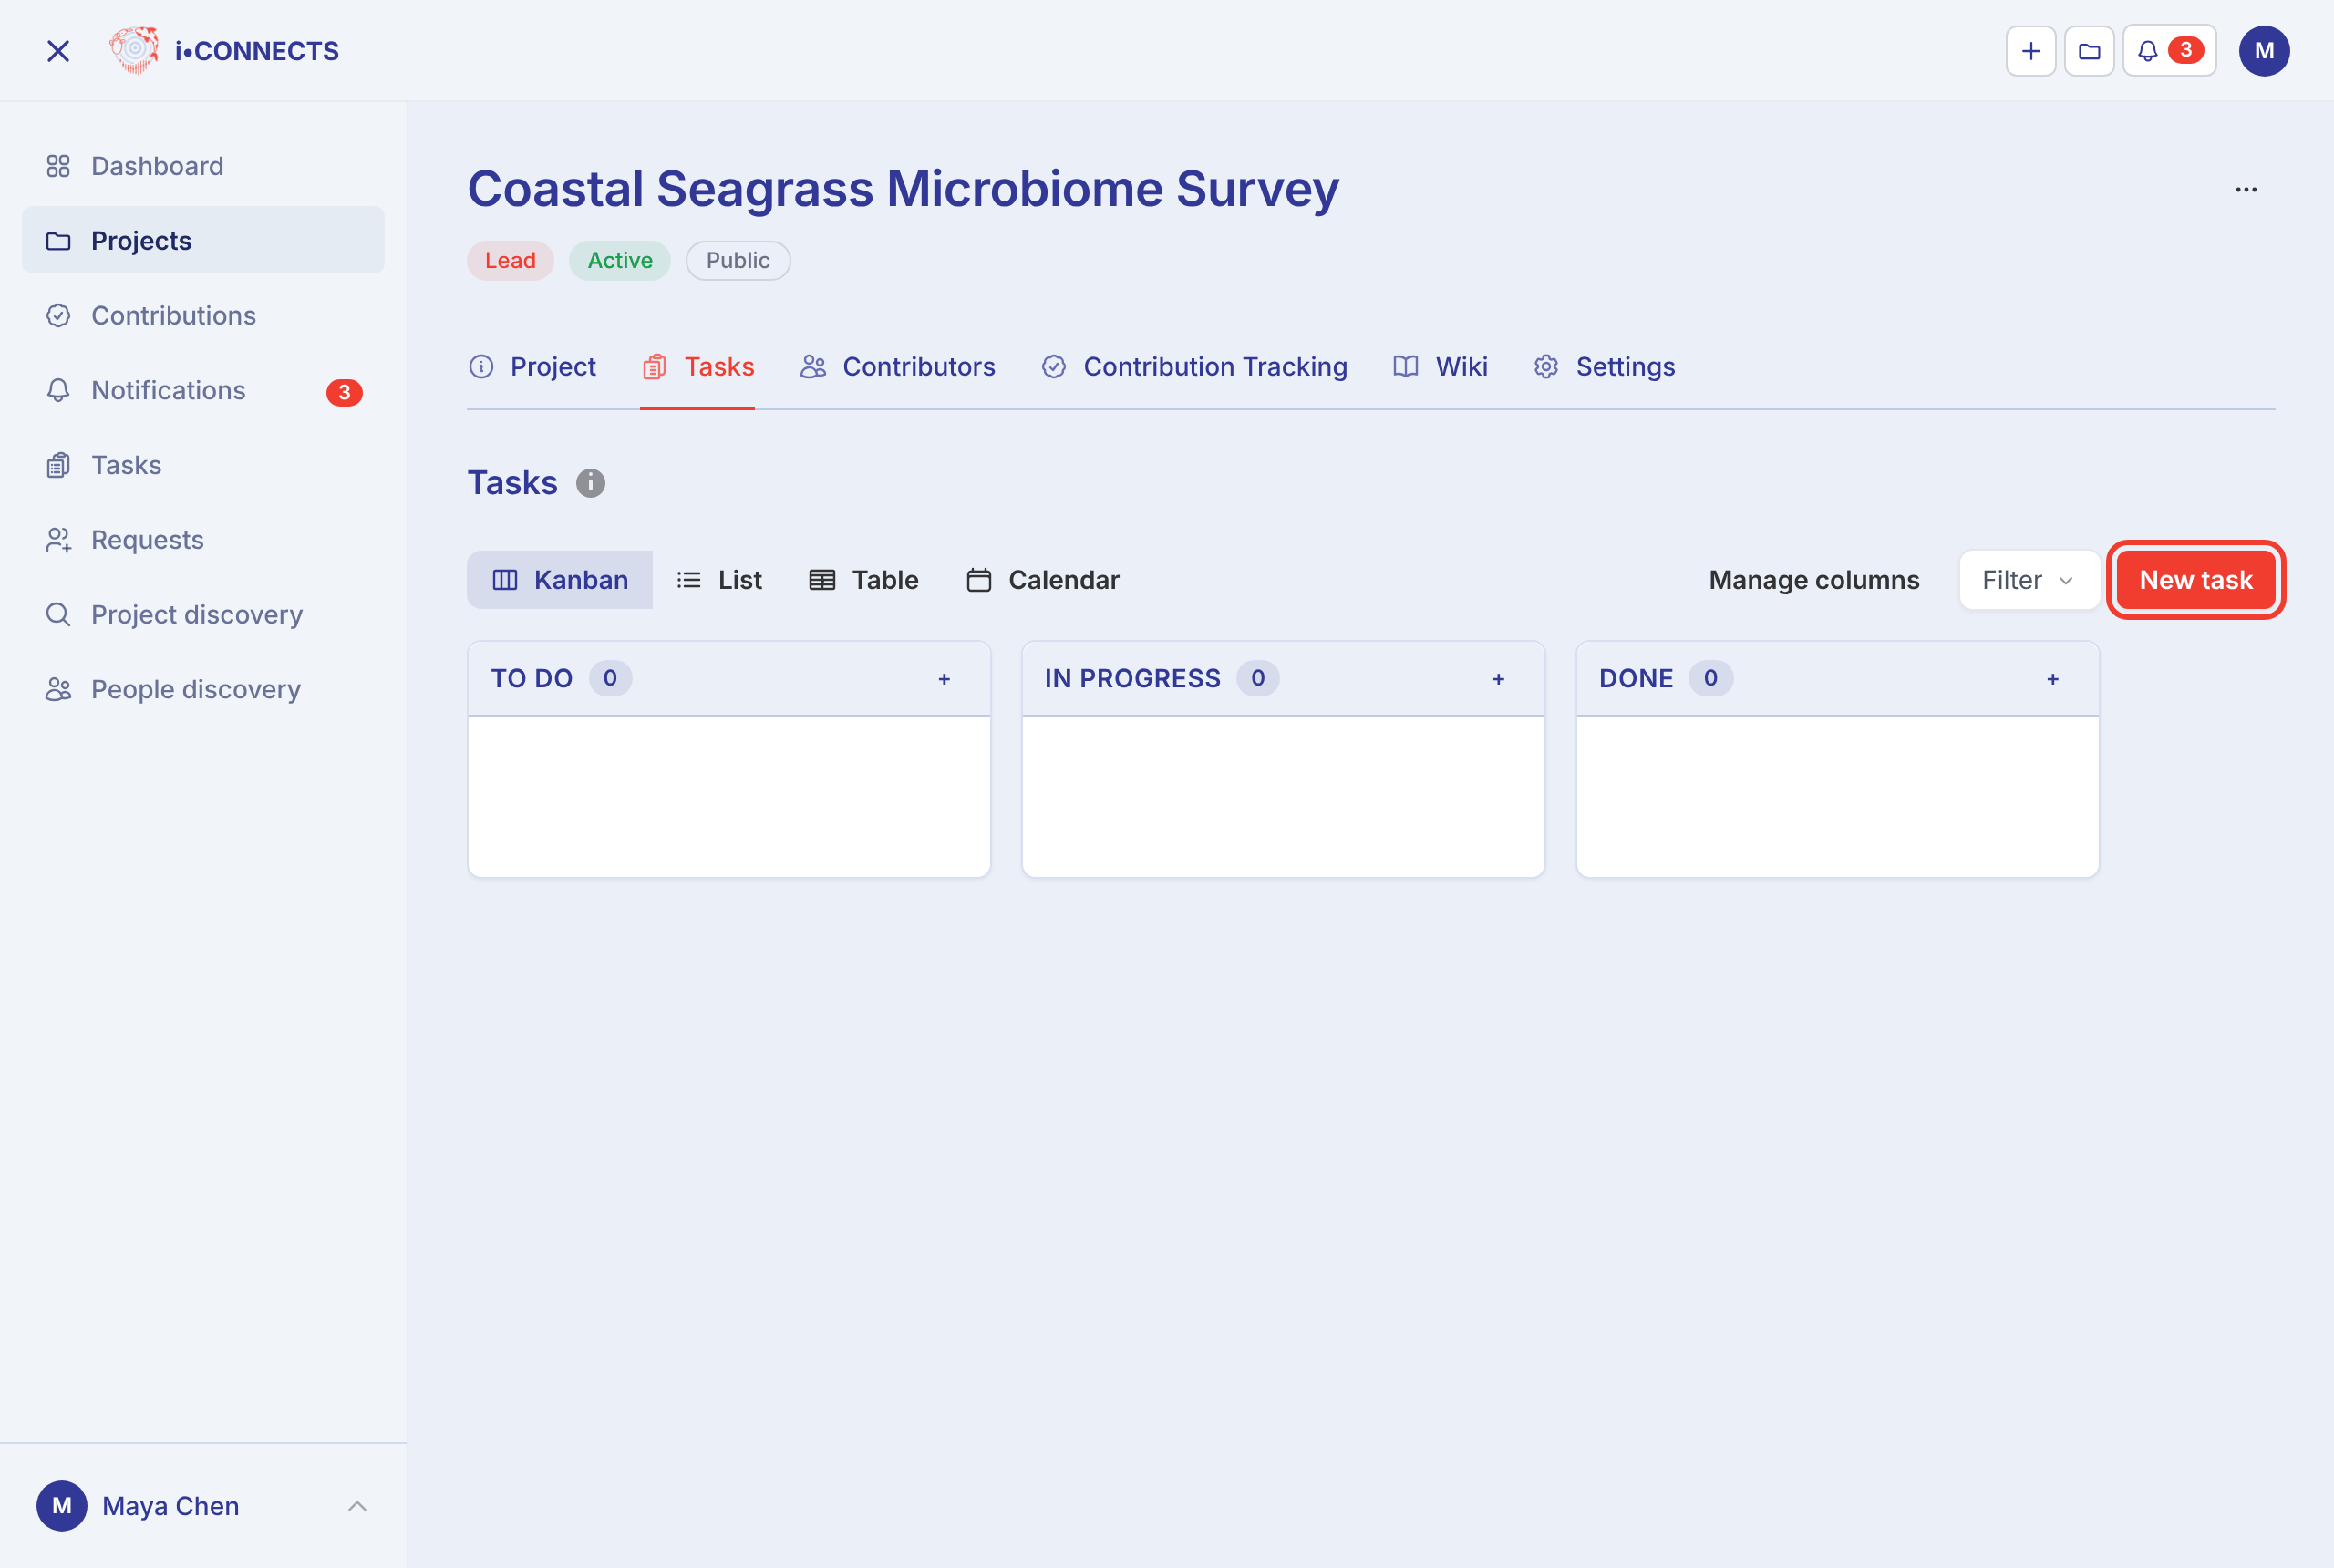 i•CONNECTS
3
M
Dashboard
Projects
Contributions
Notifications 3
Tasks
Requests
Project discovery
People discovery
Coastal Seagrass Microbiome Survey
Lead Active Public
Project Tasks Contributors Contribution Tracking Wiki Settings
Tasks
Kanban List Table Calendar Manage columns Filter New task
TO DO 0 + IN PROGRESS 0 + DONE 0 +
M Maya Chen